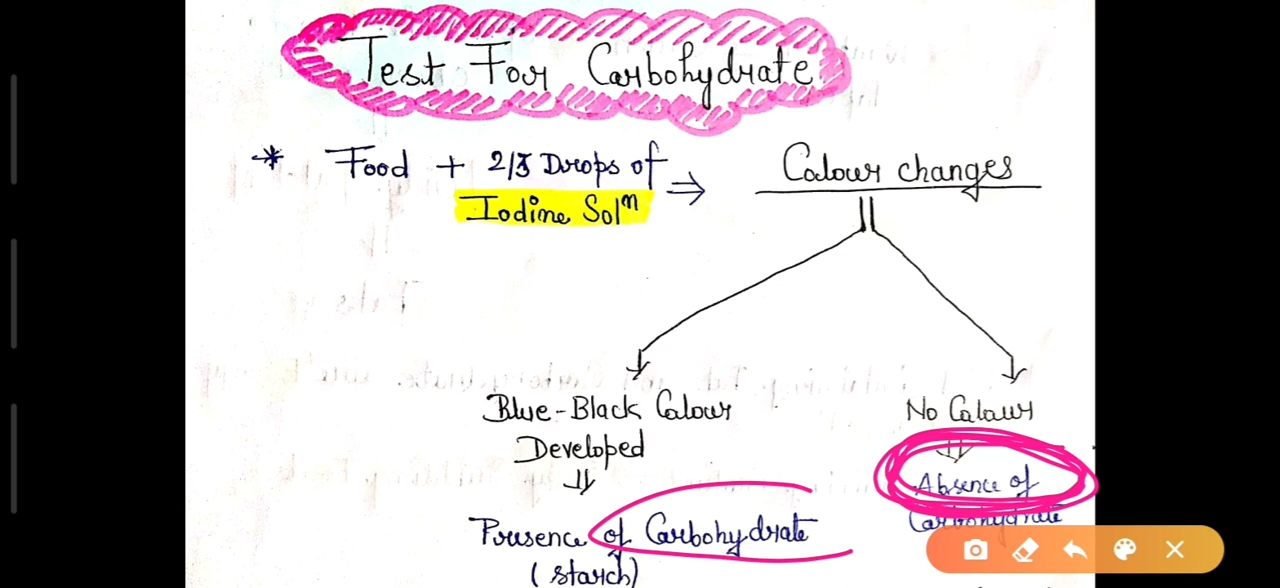 Test For Carbohydrate
* Food + 2/3 Drops of
Iodine Solⁿ ⇒
Colour changes
Blue-Black Colour
Developed
No Colour
Absence of
Carbohydrate
Presence of Carbohydrate
(starch)